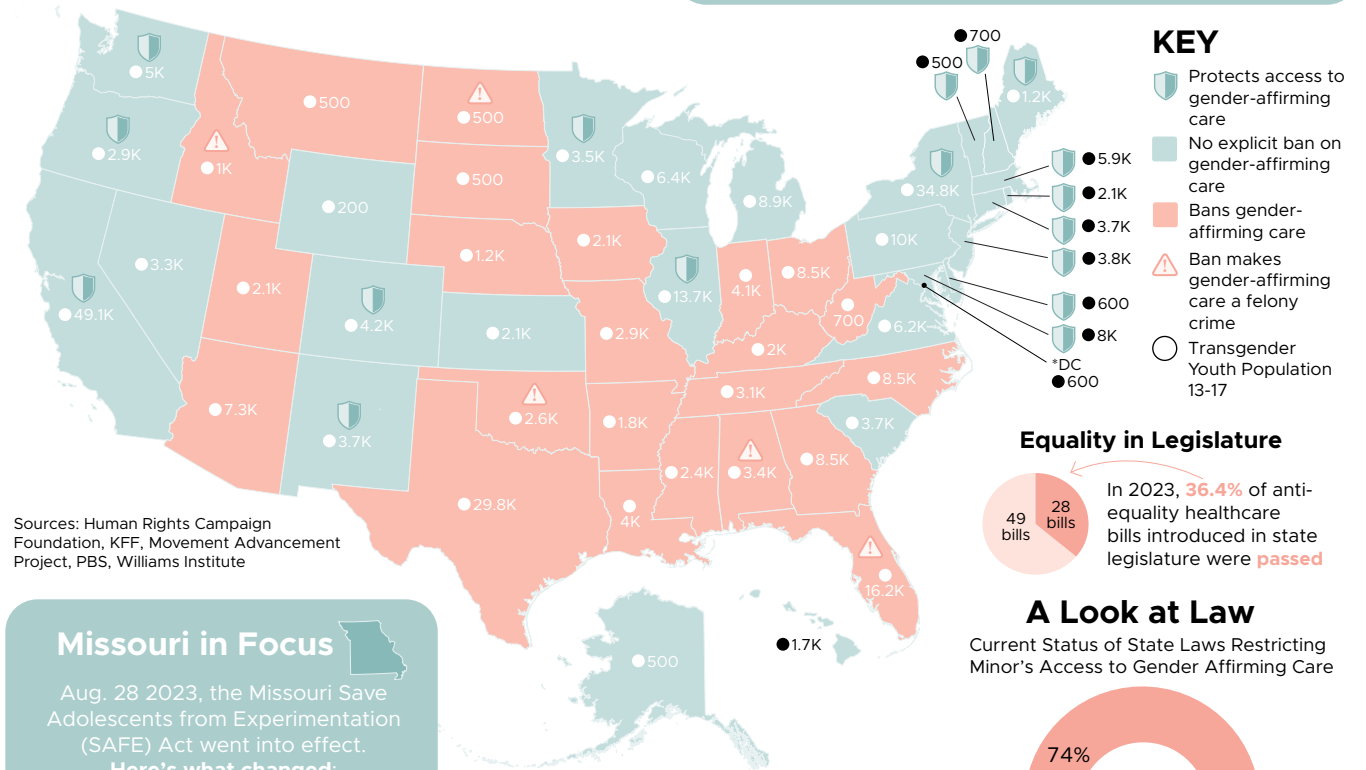 700
500
5K
500
500
1.2K
2.9K
1K
3.5K
5.9K
6.4K
34.8K
500
2.1K
200
8.9K
3.7K
10K
2.1K
3.3K
1.2K
3.8K
2.1K
8.5K
4.1K
49.1K
13.7K
600
700
4.2K
6.2K
2.1K
2.9K
8K
2K
*DC
600
3.1K
8.5K
7.3K
2.6K
1.8K
3.7K
3.7K
8.5K
2.4K
3.4K
29.8K
4K
16.2K
500
1.7K
KEY
Protects access to
gender-affirming
care
No explicit ban on
gender-affirming
care
Bans gender-
affirming care
Ban makes
gender-affirming
care a felony
crime
Transgender
Youth Population
13-17
Equality in Legislature
49
bills
28
bills
In 2023, 36.4% of anti-
equality healthcare
bills introduced in state
legislature were passed
Sources: Human Rights Campaign
Foundation, KFF, Movement Advancement
Project, PBS, Williams Institute
Missouri in Focus
Aug. 28 2023, the Missouri Save
Adolescents from Experimentation
(SAFE) Act went into effect.
Here's what changed:
A Look at Law
Current Status of State Laws Restricting
Minor's Access to Gender Affirming Care
74%